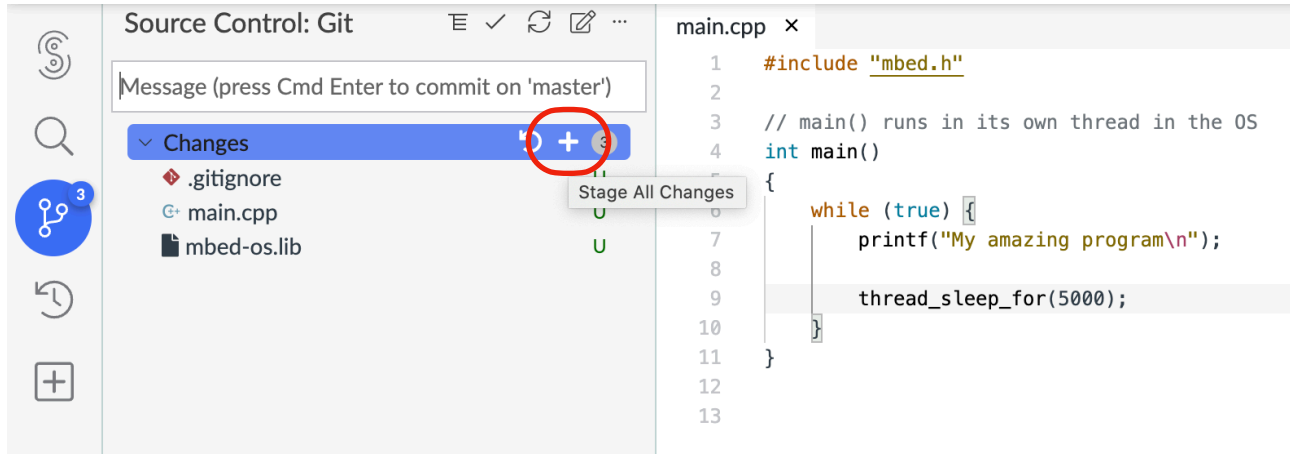 Source Control: Git
Message (press Cmd Enter to commit on 'master')
Changes 3
.gitignore U
main.cpp U
mbed-os.lib U
3
Stage All Changes
main.cpp ×
1 #include "mbed.h"
2
3 // main() runs in its own thread in the OS
4 int main()
5 {
6 while (true) {
7 printf("My amazing program\n");
8
9 thread_sleep_for(5000);
10 }
11 }
12
13